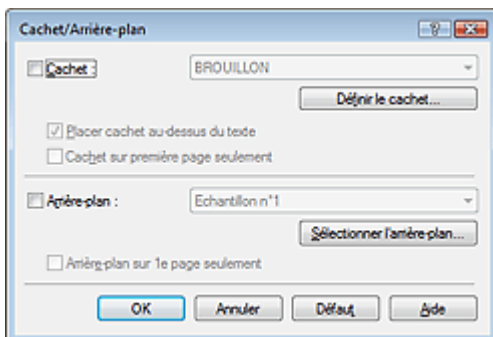 Cachet/Arrière-plan
Cachet : BROUILLON
Définir le cachet...
Placer cachet au-dessus du texte
Cachet sur première page seulement
Arrière-plan : Echantillon n°1
Sélectionner l'arrière-plan...
Arrière-plan sur 1e page seulement
OK Annuler Défaut Aide